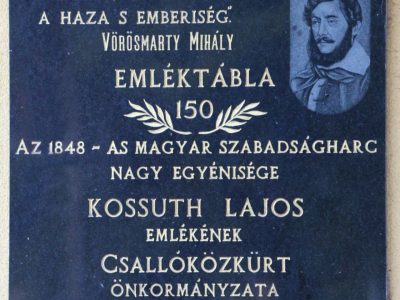 A HAZA S EMBERISÉG."
VÖRÖSMARTY MIHÁLY
EMLÉKTÁBLA
150
AZ 1848 - AS MAGYAR SZABADSÁGHARC
NAGY EGYÉNISÉGE
KOSSUTH LAJOS
EMLÉKÉNEK
CSALLÓKÖZKÜRT
ÖNKORMÁNYZATA